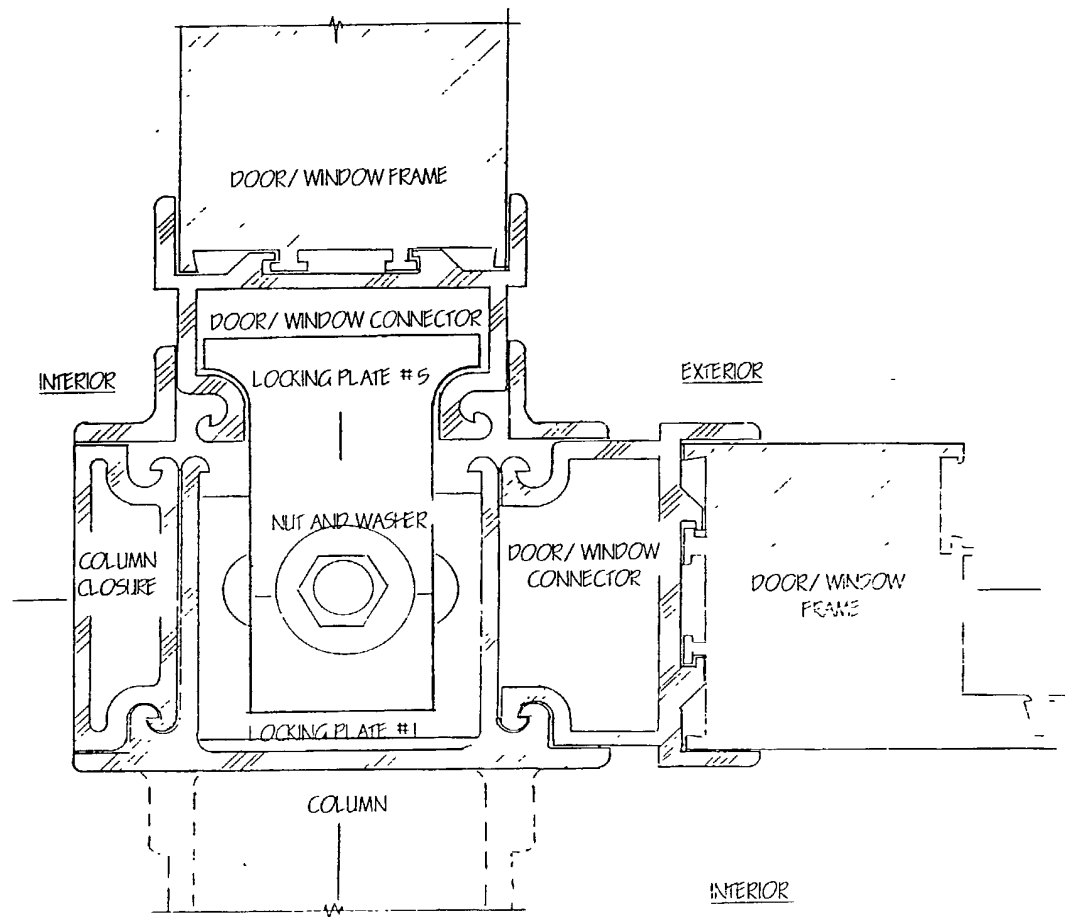 DOOR/ WINDOW FRAME
DOOR/ WINDOW CONNECTOR
INTERIOR
LOCKING PLATE #5
EXTERIOR
NUT AND WASHER
COLUMN
CLOSURE
DOOR/ WINDOW
CONNECTOR
DOOR/ WINDOW
FRAME
LOCKING PLATE #1
COLUMN
INTERIOR